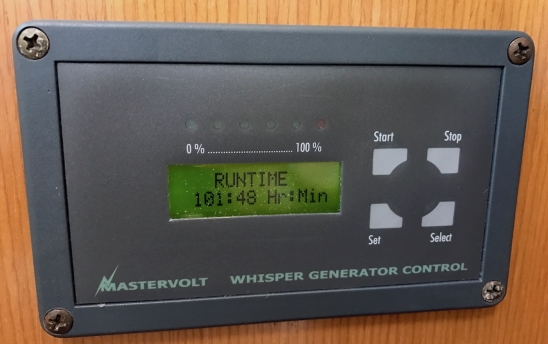 Start Stop
0 % ................................ 100 %
RUNTIME
101:48 Hr:Min
Set Select
MASTERVOLT WHISPER GENERATOR CONTROL